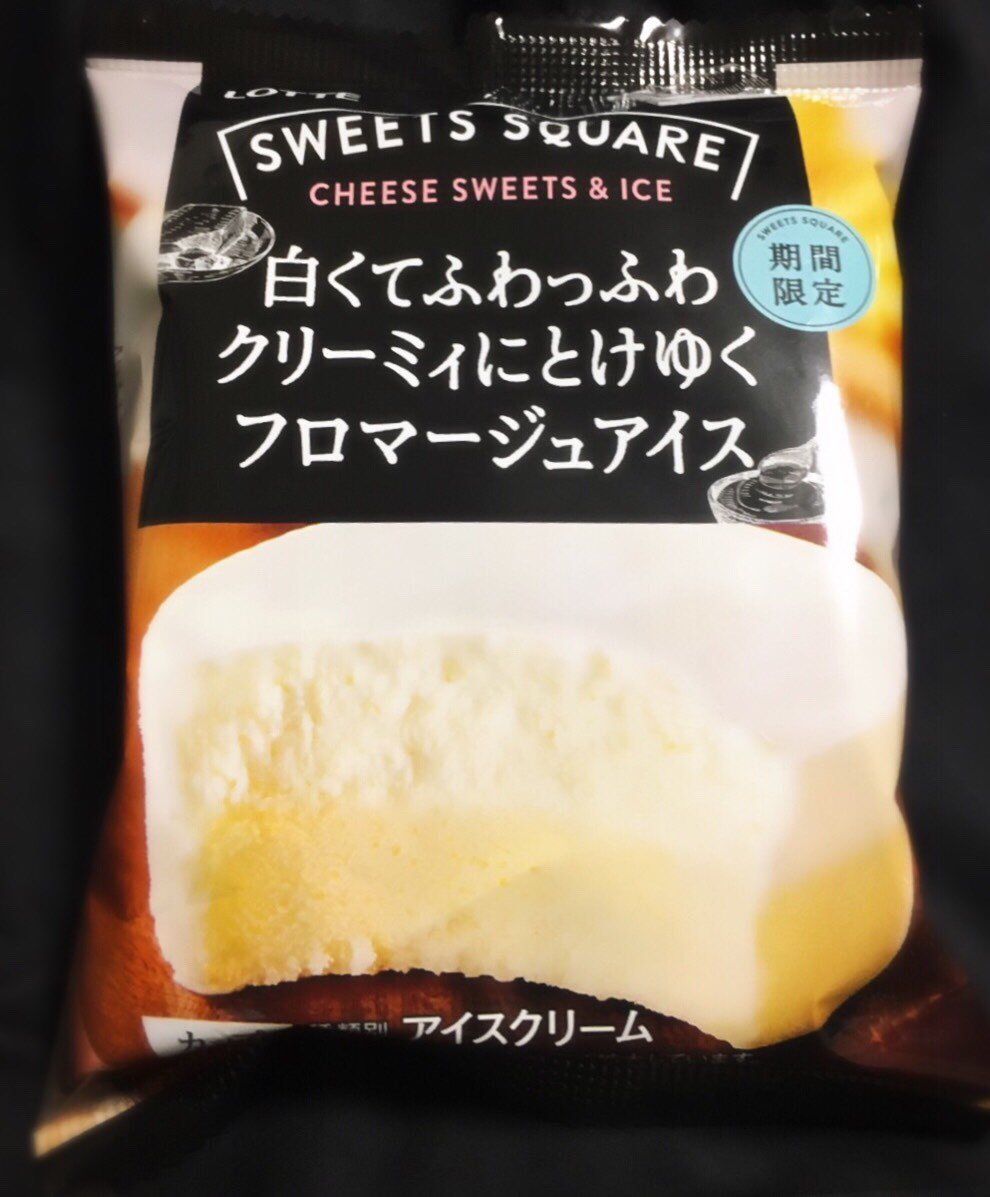 LOTTE
SWEETS SQUARE
CHEESE SWEETS & ICE
SWEETS SQUARE
期間
限定
白くてふわっふわ
クリーミィにとけゆく
フロマージュアイス
アイスクリーム